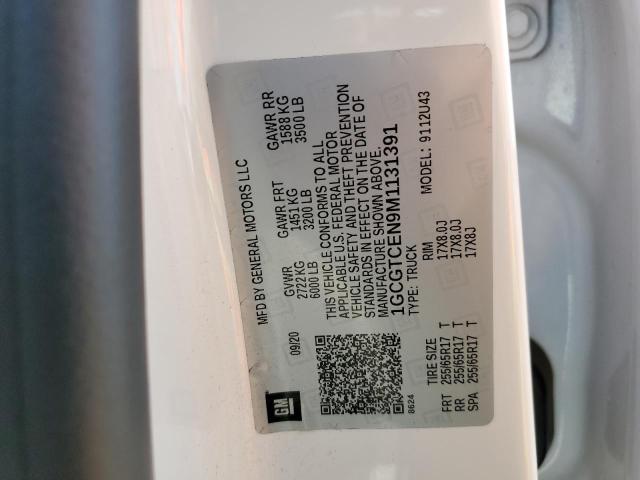 GM
09/20
MFD BY GENERAL MOTORS LLC
GVWR GAWR FRT GAWR RR
2722 KG 1451 KG 1588 KG
6000 LB 3200 LB 3500 LB
THIS VEHICLE CONFORMS TO ALL
APPLICABLE U.S. FEDERAL MOTOR
VEHICLE SAFETY AND THEFT PREVENTION
STANDARDS IN EFFECT ON THE DATE OF
MANUFACTURE SHOWN ABOVE.
1GCGTCEN9M1131391
8624
TYPE: TRUCK MODEL: 9112U43
TIRE SIZE RIM
FRT 255/65R17 T 17X8.0J
RR 255/65R17 T 17X8.0J
SPA 255/65R17 T 17X8J